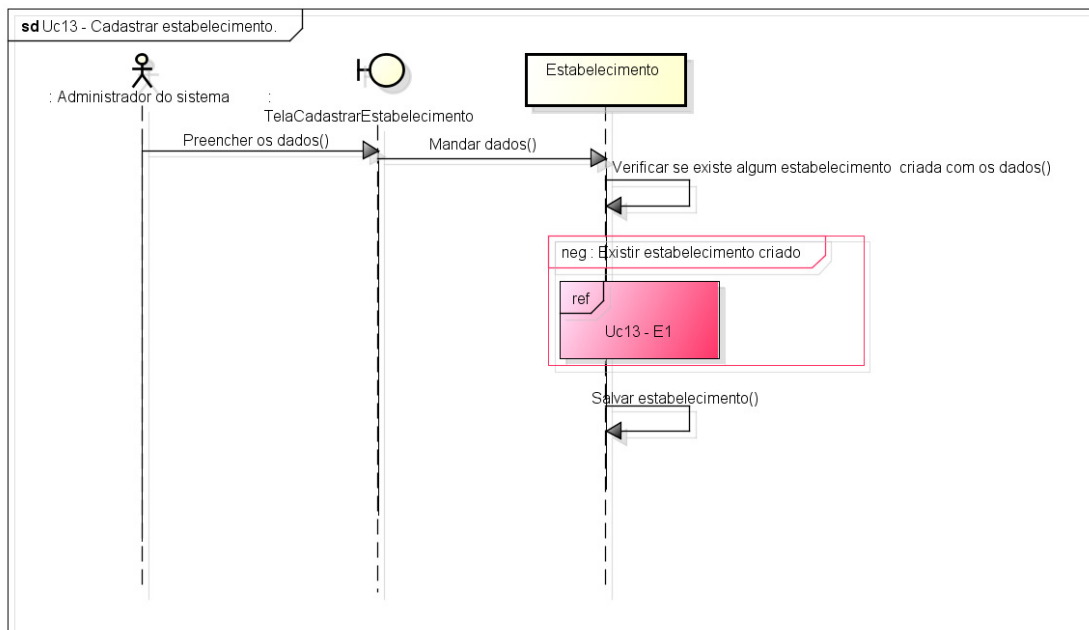 sd Uc13 - Cadastrar estabelecimento.
: Administrador do sistema
:
TelaCadastrarEstabelecimento
Estabelecimento
Preencher os dados()
Mandar dados()
Verificar se existe algum estabelecimento criada com os dados()
neg : Existir estabelecimento criado
ref
Uc13 - E1
Salvar estabelecimento()